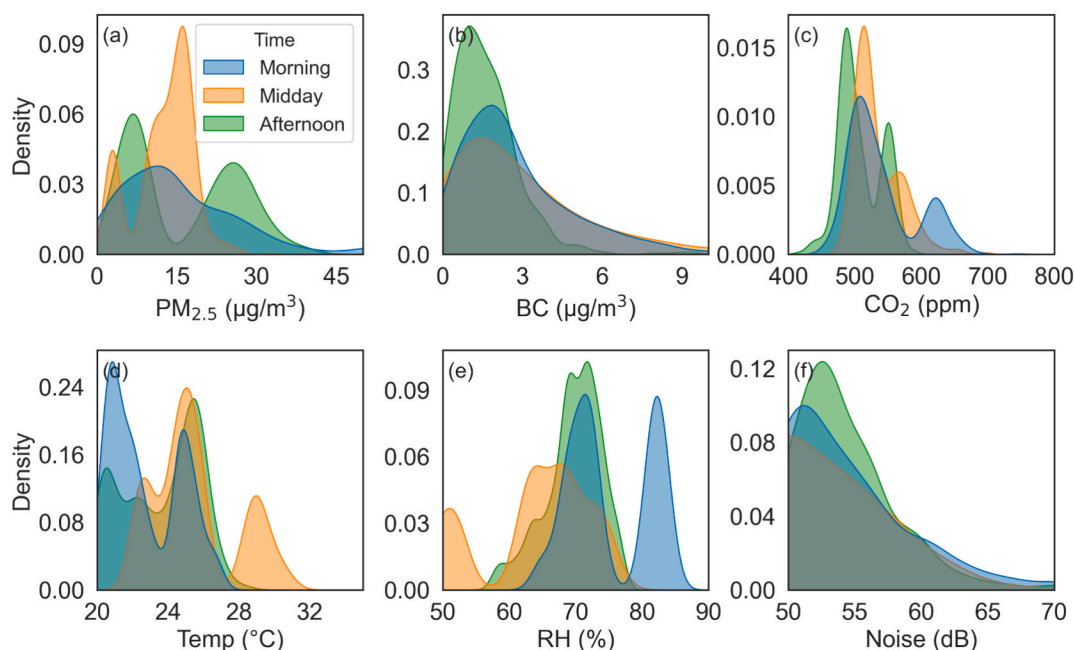 (a)
Time
Morning
Midday
Afternoon
Density
0.09
0.06
0.03
0.00
0 15 30 45
PM2.5 (µg/m³)
(b)
0.3
0.2
0.1
0.0
0 3 6 9
BC (µg/m³)
(c)
0.015
0.010
0.005
0.000
400 500 600 700 800
CO2 (ppm)
(d)
Density
0.24
0.16
0.08
0.00
20 24 28 32
Temp (°C)
(e)
0.09
0.06
0.03
0.00
50 60 70 80 90
RH (%)
(f)
0.12
0.08
0.04
0.00
50 55 60 65 70
Noise (dB)